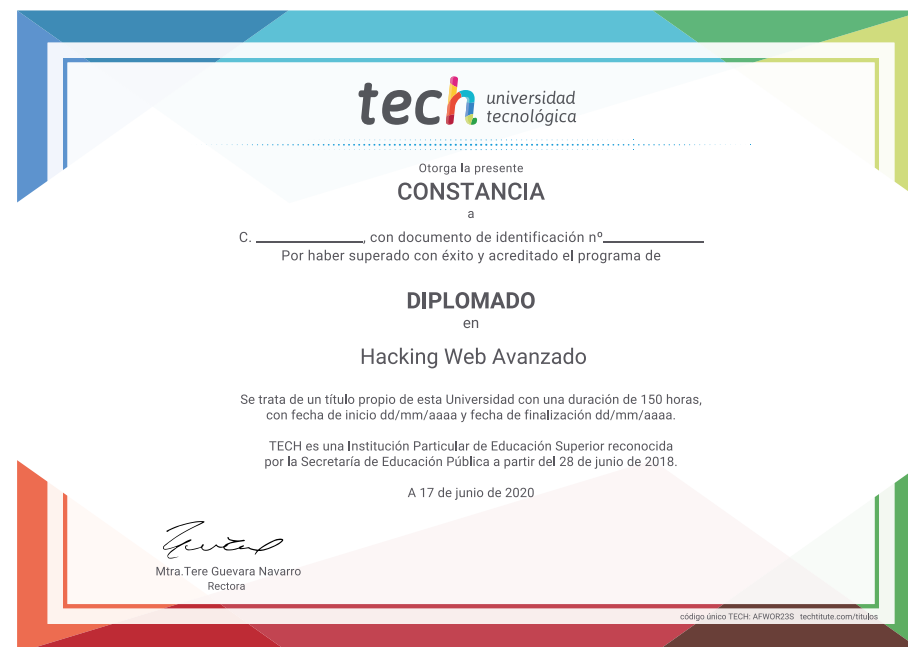 tech universidad
tecnológica
Otorga la presente
CONSTANCIA
a
C. ____________, con documento de identificación nº____________
Por haber superado con éxito y acreditado el programa de
DIPLOMADO
en
Hacking Web Avanzado
Se trata de un título propio de esta Universidad con una duración de 150 horas,
con fecha de inicio dd/mm/aaaa y fecha de finalización dd/mm/aaaa.
TECH es una Institución Particular de Educación Superior reconocida
por la Secretaría de Educación Pública a partir del 28 de junio de 2018.
A 17 de junio de 2020
Mtra.Tere Guevara Navarro
Rectora
código único TECH: AFWOR23S techtitute.com/titulos